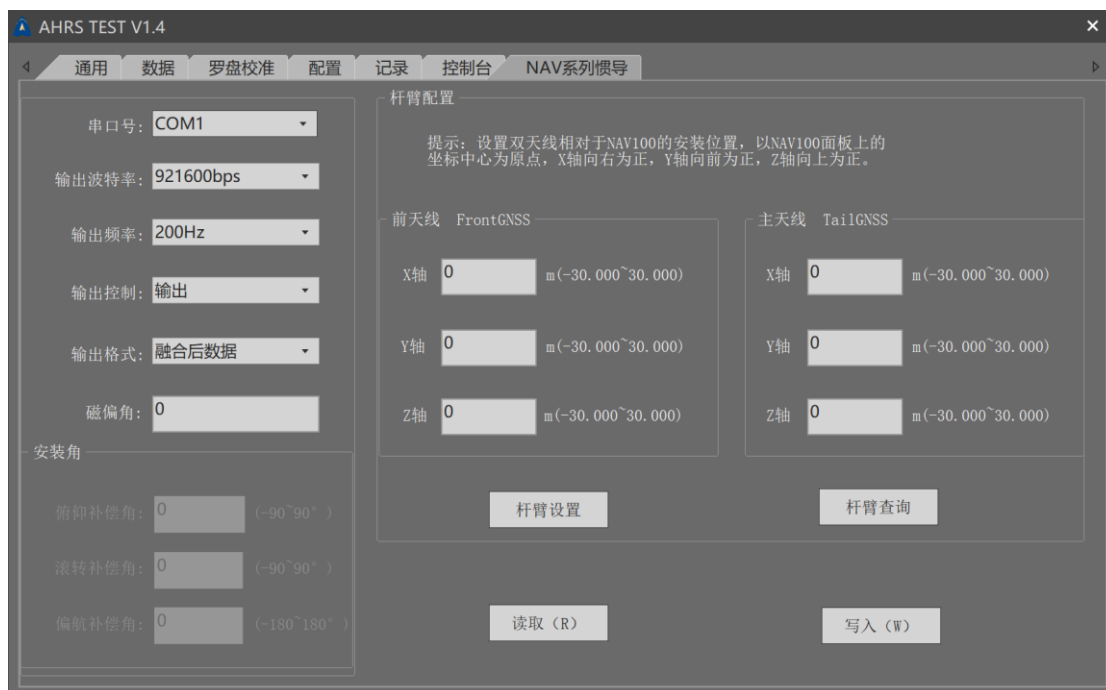 AHRS TEST V1.4
通用 数据 罗盘校准 配置 记录 控制台 NAV系列惯导
串口号: COM1
输出波特率: 921600bps
输出频率: 200Hz
输出控制: 输出
输出格式: 融合后数据
磁偏角: 0
安装角
俯仰补偿角: 0 (-90~90°)
滚转补偿角: 0 (-90~90°)
偏航补偿角: 0 (-180~180°)
杆臂配置
提示: 设置双天线相对于NAV100的安装位置, 以NAV100面板上的
坐标中心为原点, X轴向右为正, Y轴向前为正, Z轴向上为正。
前天线 FrontGNSS
X轴 0 m(-30.000~30.000)
Y轴 0 m(-30.000~30.000)
Z轴 0 m(-30.000~30.000)
主天线 TailGNSS
X轴 0 m(-30.000~30.000)
Y轴 0 m(-30.000~30.000)
Z轴 0 m(-30.000~30.000)
杆臂设置 杆臂查询
读取（R） 写入（W）